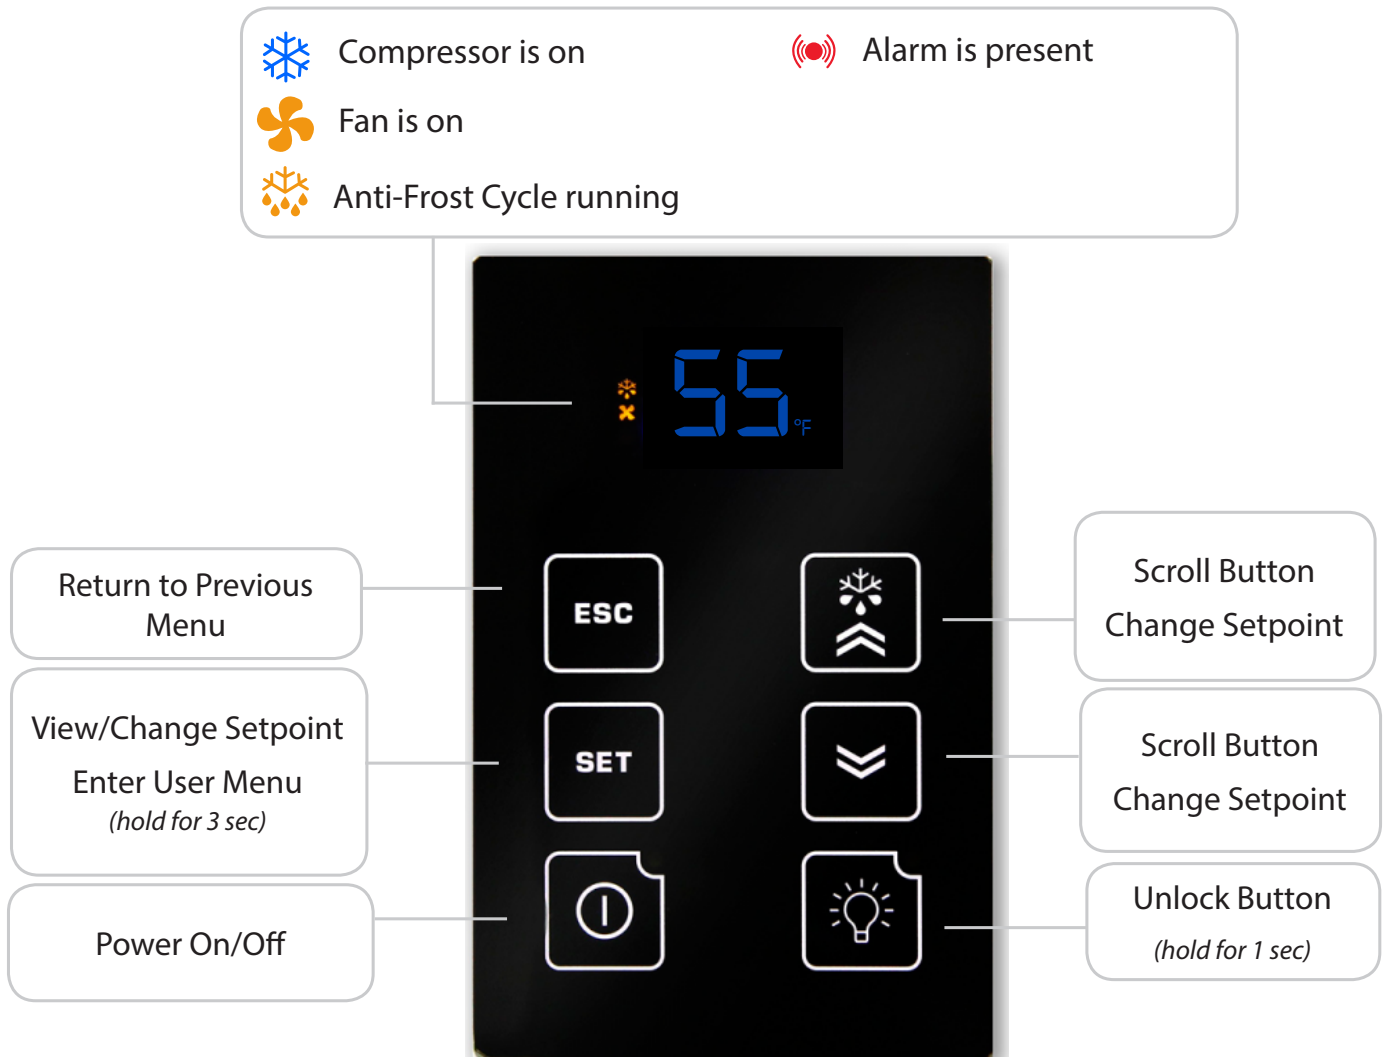 Compressor is on
Alarm is present
Fan is on
Anti-Frost Cycle running
55 °F
Return to Previous
Menu
ESC
Scroll Button
Change Setpoint
View/Change Setpoint
Enter User Menu
(hold for 3 sec)
SET
Scroll Button
Change Setpoint
Power On/Off
Unlock Button
(hold for 1 sec)